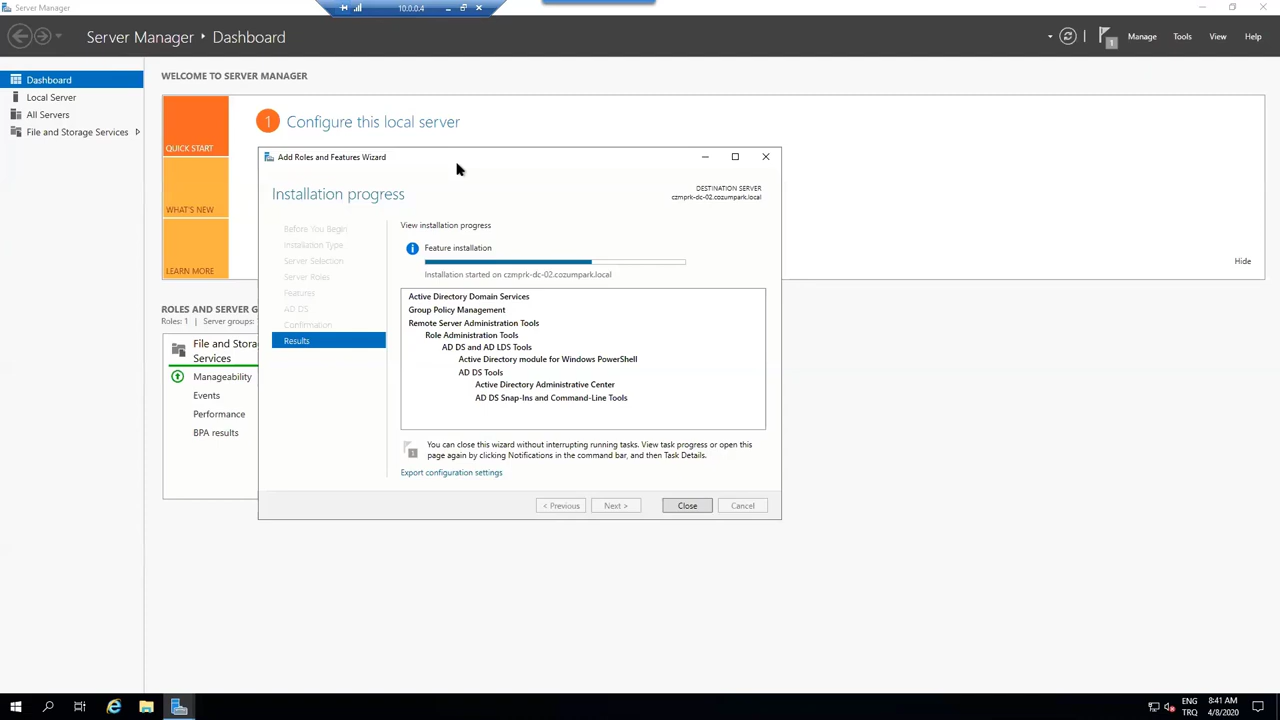 Server Manager
10.0.0.4
Server Manager ‣ Dashboard
1
Manage
Tools
View
Help
Dashboard
Local Server
All Servers
File and Storage Services
WELCOME TO SERVER MANAGER
QUICK START
WHAT'S NEW
LEARN MORE
1 Configure this local server
Hide
ROLES AND SERVER G
Roles: 1 | Server groups:
File and Stora
Services
Manageability
Events
Performance
BPA results
Add Roles and Features Wizard
Installation progress
DESTINATION SERVER
czmprk-dc-02.cozumpark.local
Before You Begin
Installation Type
Server Selection
Server Roles
Features
AD DS
Confirmation
Results
View installation progress
Feature installation
Installation started on czmprk-dc-02.cozumpark.local
Active Directory Domain Services
Group Policy Management
Remote Server Administration Tools
Role Administration Tools
AD DS and AD LDS Tools
Active Directory module for Windows PowerShell
AD DS Tools
Active Directory Administrative Center
AD DS Snap-Ins and Command-Line Tools
1
You can close this wizard without interrupting running tasks. View task progress or open this
page again by clicking Notifications in the command bar, and then Task Details.
Export configuration settings
< Previous
Next >
Close
Cancel
ENG
TRQ
8:41 AM
4/8/2020